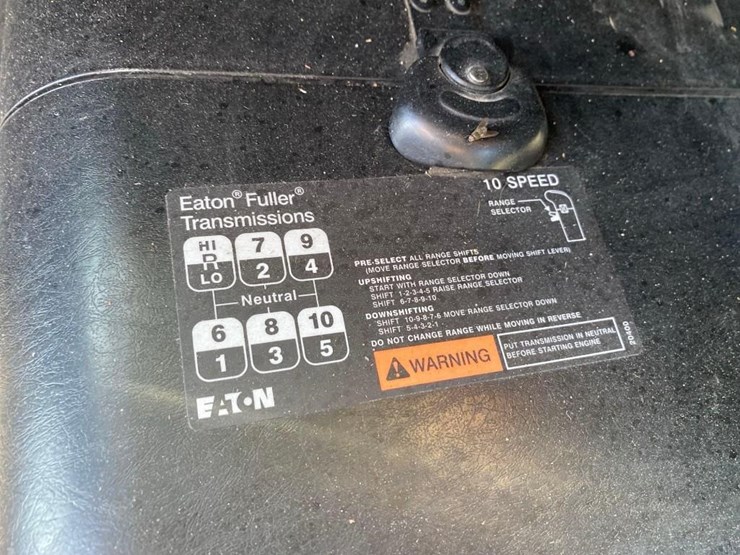 Eaton® Fuller®
Transmissions
10 SPEED
RANGE
SELECTOR
HI R LO
7 2
9 4
Neutral
6 1
8 3
10 5
EATON
PRE-SELECT ALL RANGE SHIFTS
(MOVE RANGE SELECTOR BEFORE MOVING SHIFT LEVER)
UPSHIFTING
START WITH RANGE SELECTOR DOWN
SHIFT 1-2-3-4-5 RAISE RANGE SELECTOR
SHIFT 6-7-8-9-10
DOWNSHIFTING
SHIFT 10-9-8-7-6 MOVE RANGE SELECTOR DOWN
SHIFT 5-4-3-2-1
DO NOT CHANGE RANGE WHILE MOVING IN REVERSE
WARNING
PUT TRANSMISSION IN NEUTRAL
BEFORE STARTING ENGINE